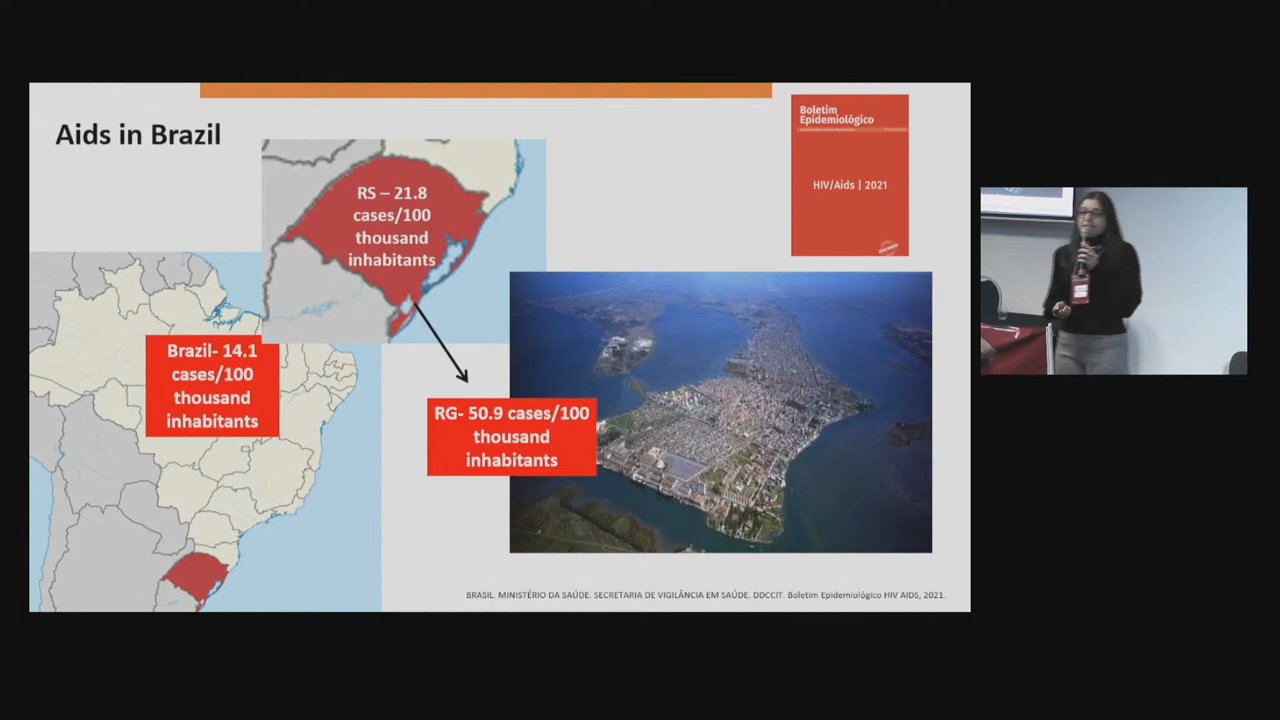 Aids in Brazil
Boletim
Epidemiológico
HIV/Aids | 2021
RS – 21.8
cases/100
thousand
inhabitants
Brazil- 14.1
cases/100
thousand
inhabitants
RG- 50.9 cases/100
thousand
inhabitants
BRASIL. MINISTÉRIO DA SAÚDE. SECRETARIA DE VIGILÂNCIA EM SAÚDE. DDCCIT. Boletim Epidemiológico HIV AIDS, 2021.